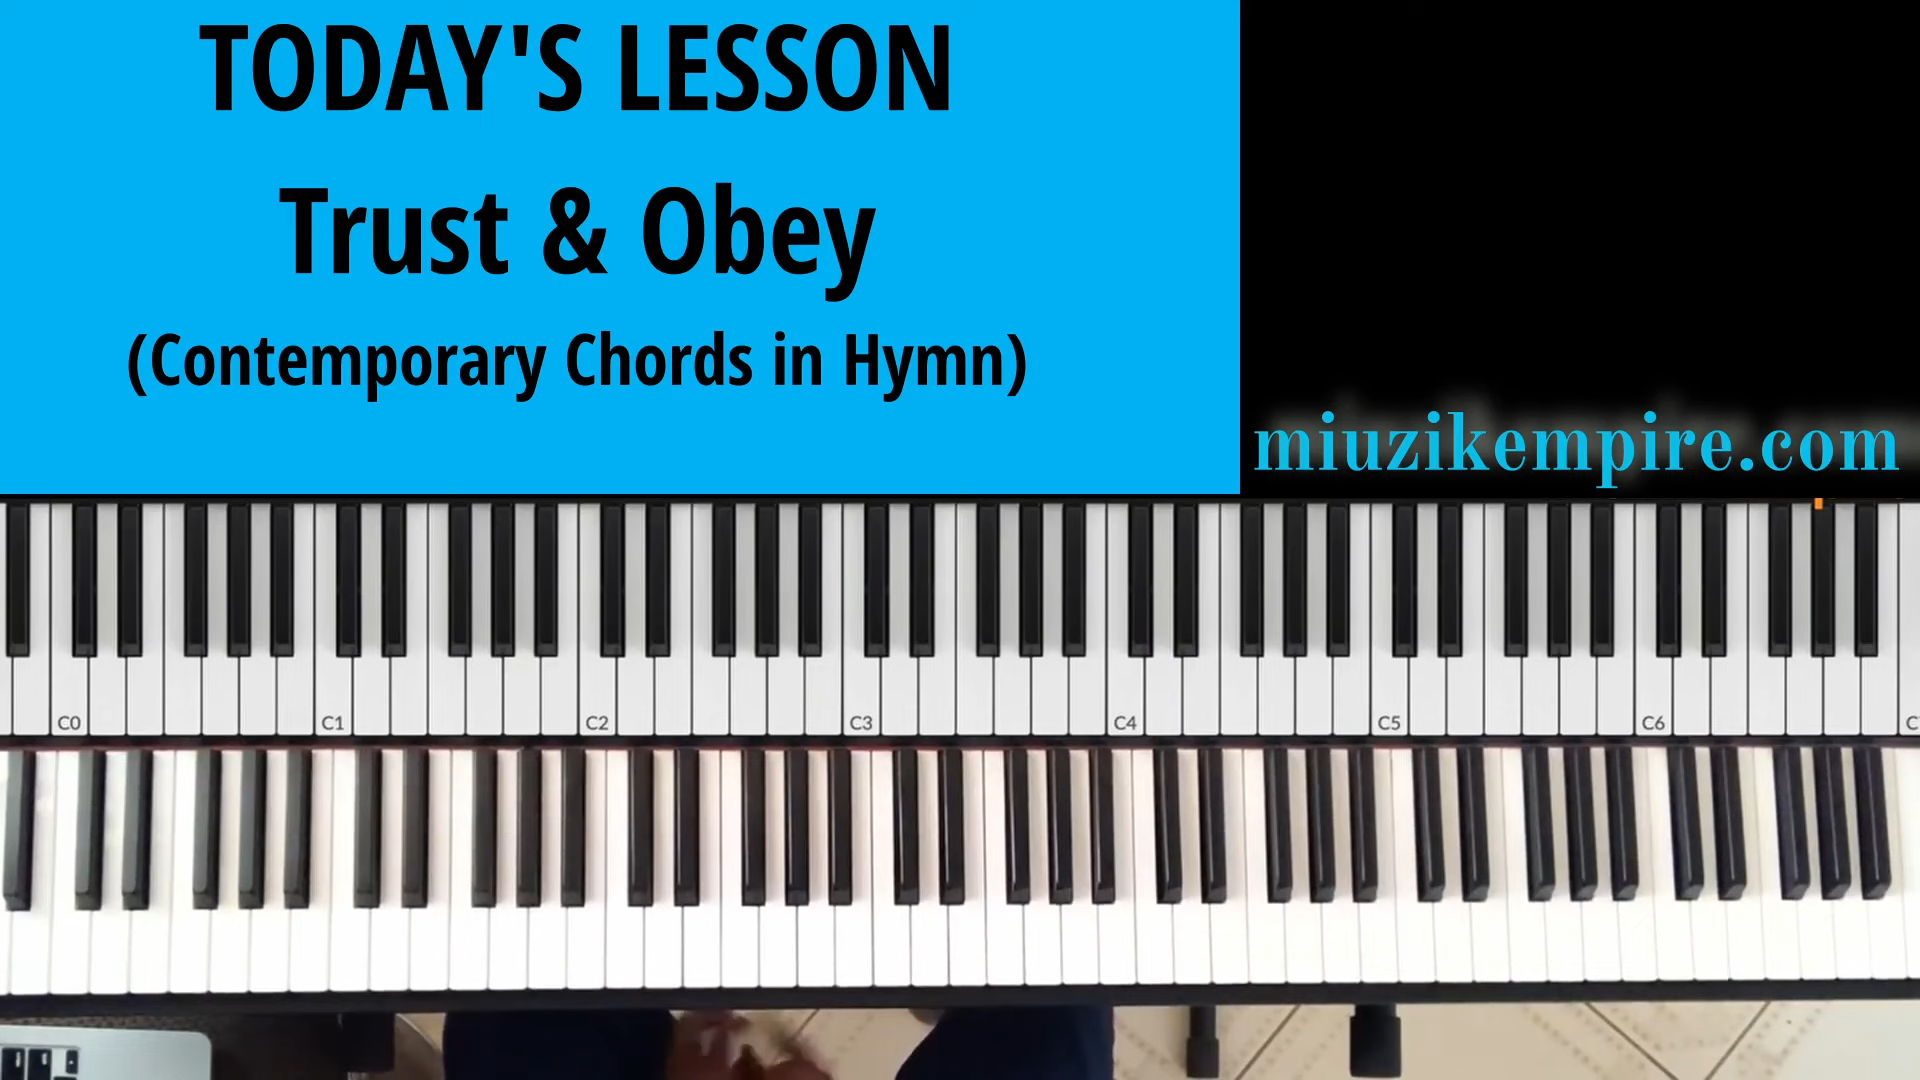 TODAY'S LESSON
Trust & Obey
(Contemporary Chords in Hymn)
miuzikempire.com
C0 C1 C2 C3 C4 C5 C6